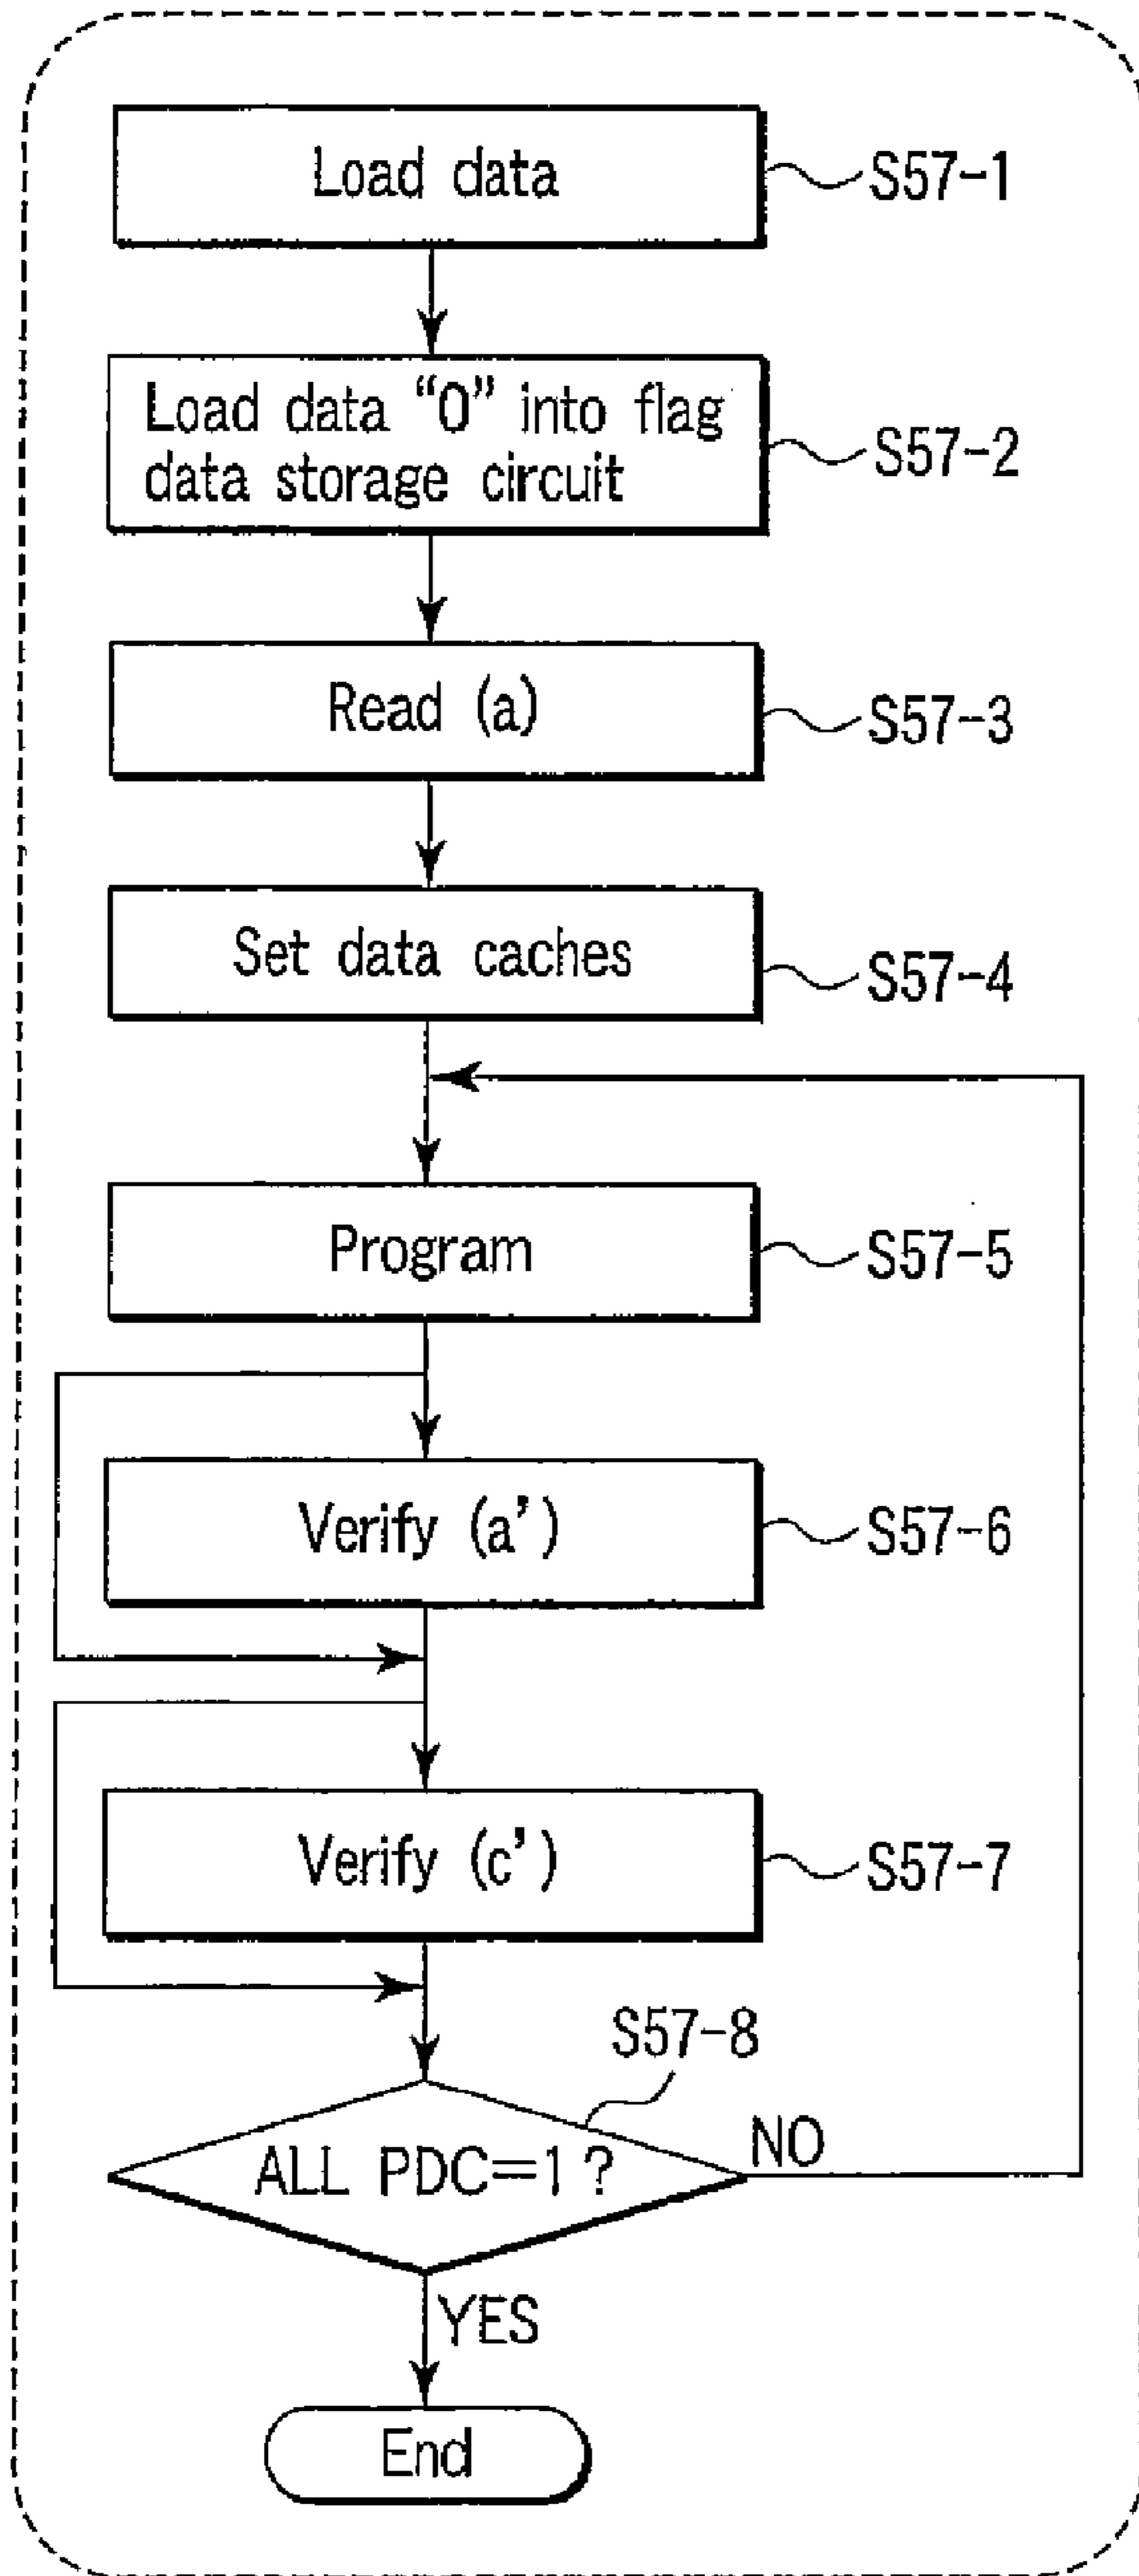 Load data
S57-1
Load data “0” into flag
data storage circuit
S57-2
Read (a)
S57-3
Set data caches
S57-4
Program
S57-5
Verify (a’)
S57-6
Verify (c’)
S57-7
S57-8
ALL PDC=1 ?
NO
YES
End